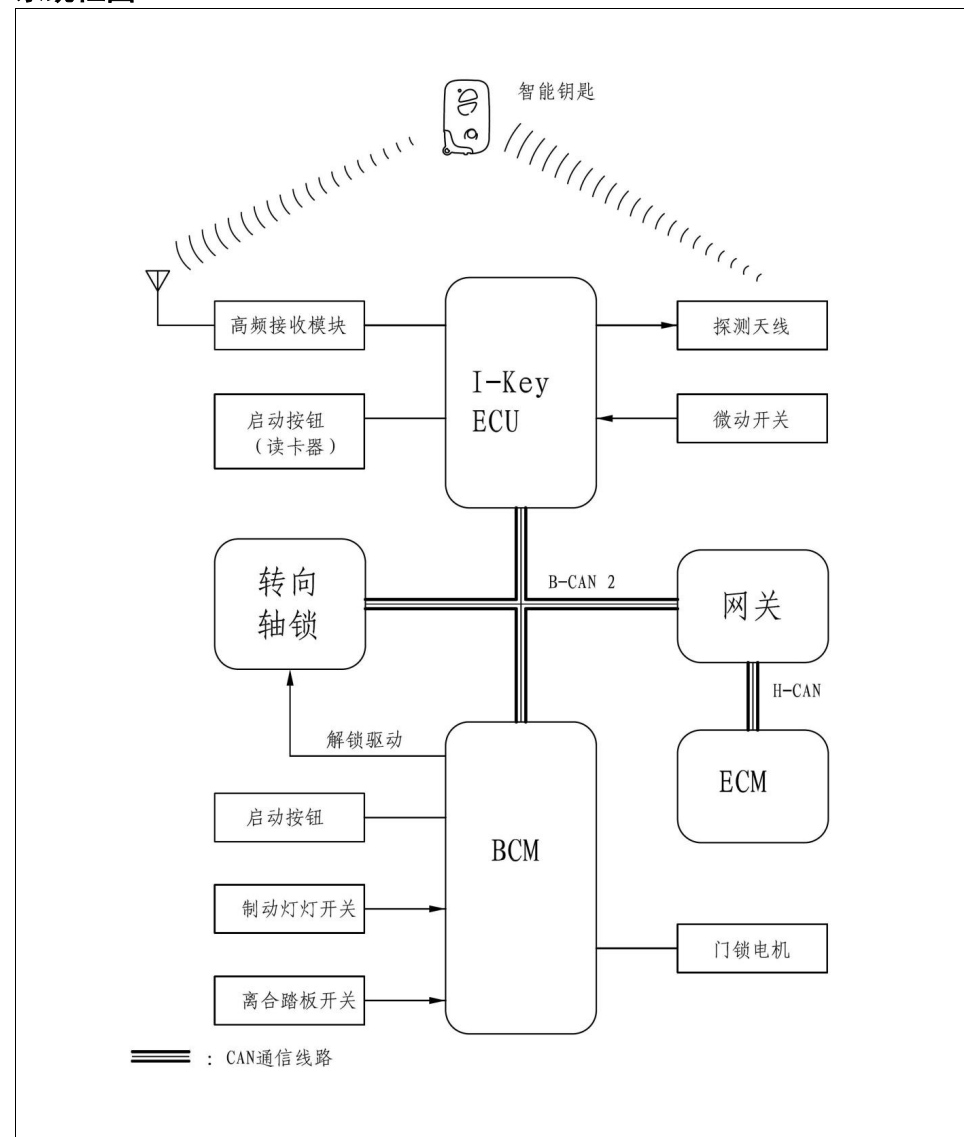 智能钥匙
高频接收模块
探测天线
I-Key
ECU
启动按钮
（读卡器）
微动开关
转向
轴锁
B-CAN 2
网关
H-CAN
解锁驱动
ECM
启动按钮
BCM
制动灯灯开关
门锁电机
离合踏板开关
：CAN通信线路